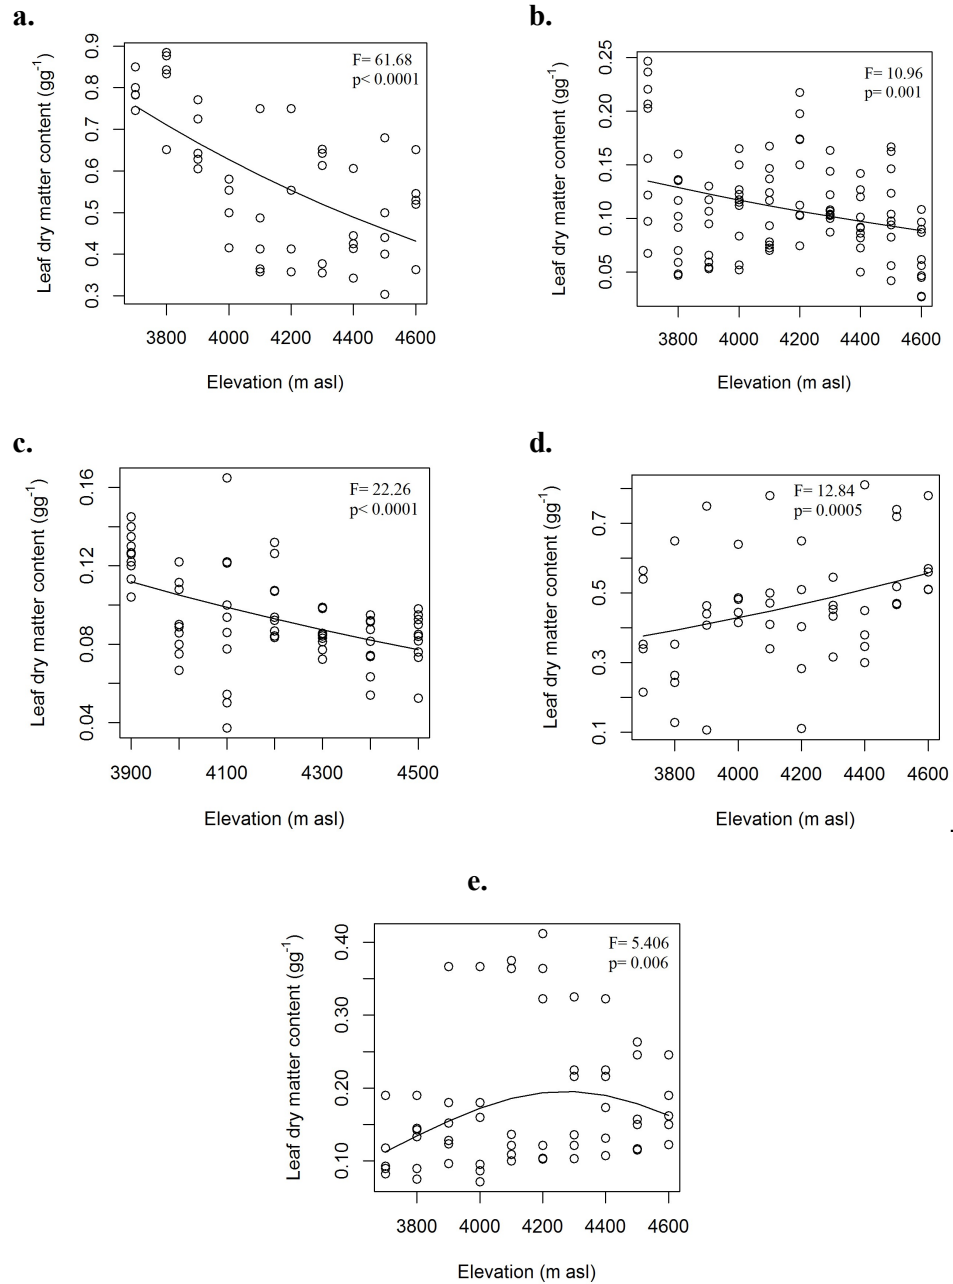 a.
Leaf dry matter content (gg⁻¹)
0.9
0.8
0.7
0.6
0.5
0.4
0.3
F= 61.68
p< 0.0001
3800 4000 4200 4400 4600
Elevation (m asl)
b.
Leaf dry matter content (gg⁻¹)
0.25
0.20
0.15
0.10
0.05
F= 10.96
p= 0.001
3800 4000 4200 4400 4600
Elevation (m asl)
c.
Leaf dry matter content (gg⁻¹)
0.16
0.12
0.08
0.04
F= 22.26
p< 0.0001
3900 4100 4300 4500
Elevation (m asl)
d.
Leaf dry matter content (gg⁻¹)
0.7
0.5
0.3
0.1
F= 12.84
p= 0.0005
3800 4000 4200 4400 4600
Elevation (m asl)
.
e.
Leaf dry matter content (gg⁻¹)
0.40
0.30
0.20
0.10
F= 5.406
p= 0.006
3800 4000 4200 4400 4600
Elevation (m asl)